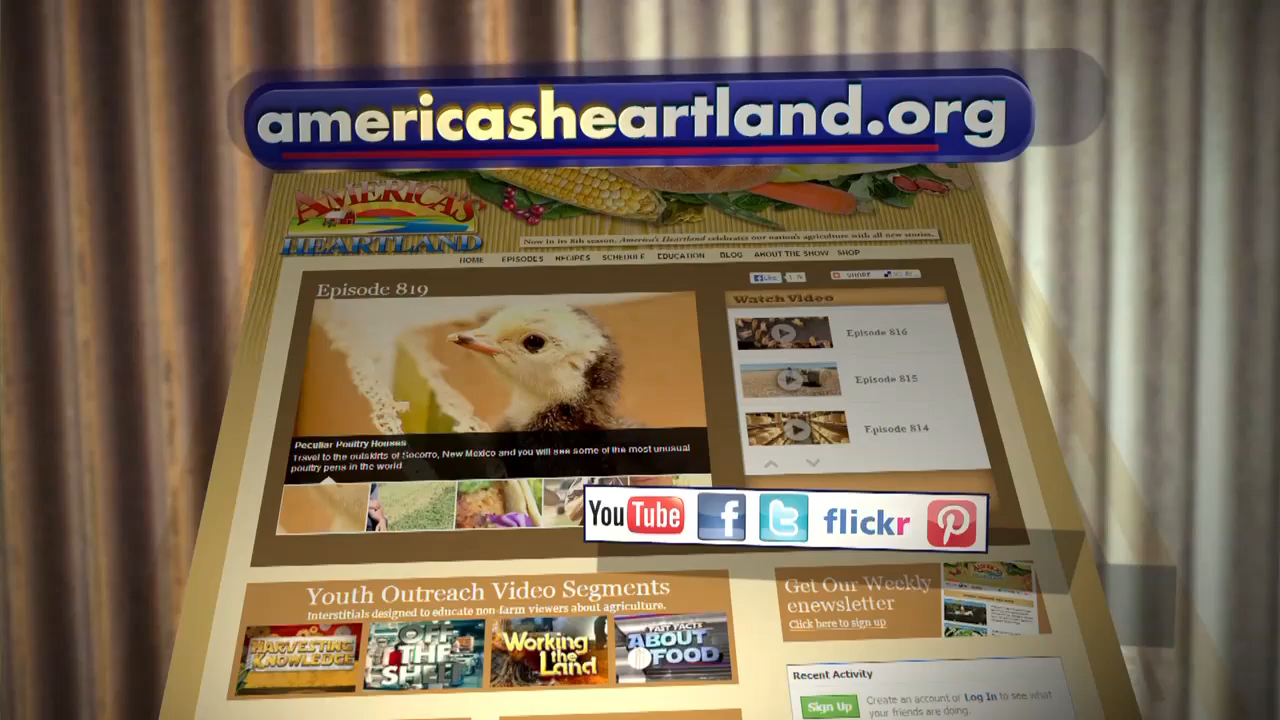 americasheartland.org
AMERICA'S
HEARTLAND
Now in its 8th season, America's Heartland celebrates our nation's agriculture with all new stories.
HOME EPISODES RECIPES SCHEDULE EDUCATION BLOG ABOUT THE SHOW SHOP
Like
SHARE
Episode 819
Watch Video
Episode 816
Episode 815
Episode 814
Peculiar Poultry Houses
Travel to the outskirts of Socorro, New Mexico and you will see some of the most unusual
poultry pens in the world
YouTube f t flickr P
Youth Outreach Video Segments
Interstitials designed to educate non-farm viewers about agriculture.
HARVESTING
KNOWLEDGE
OFF
THE
SHELF
Working
the
Land
FAST FACTS
ABOUT
FOOD
Get Our Weekly
enewsletter
Click here to sign up
Recent Activity
Sign Up
Create an account or Log In to see what
your friends are doing.